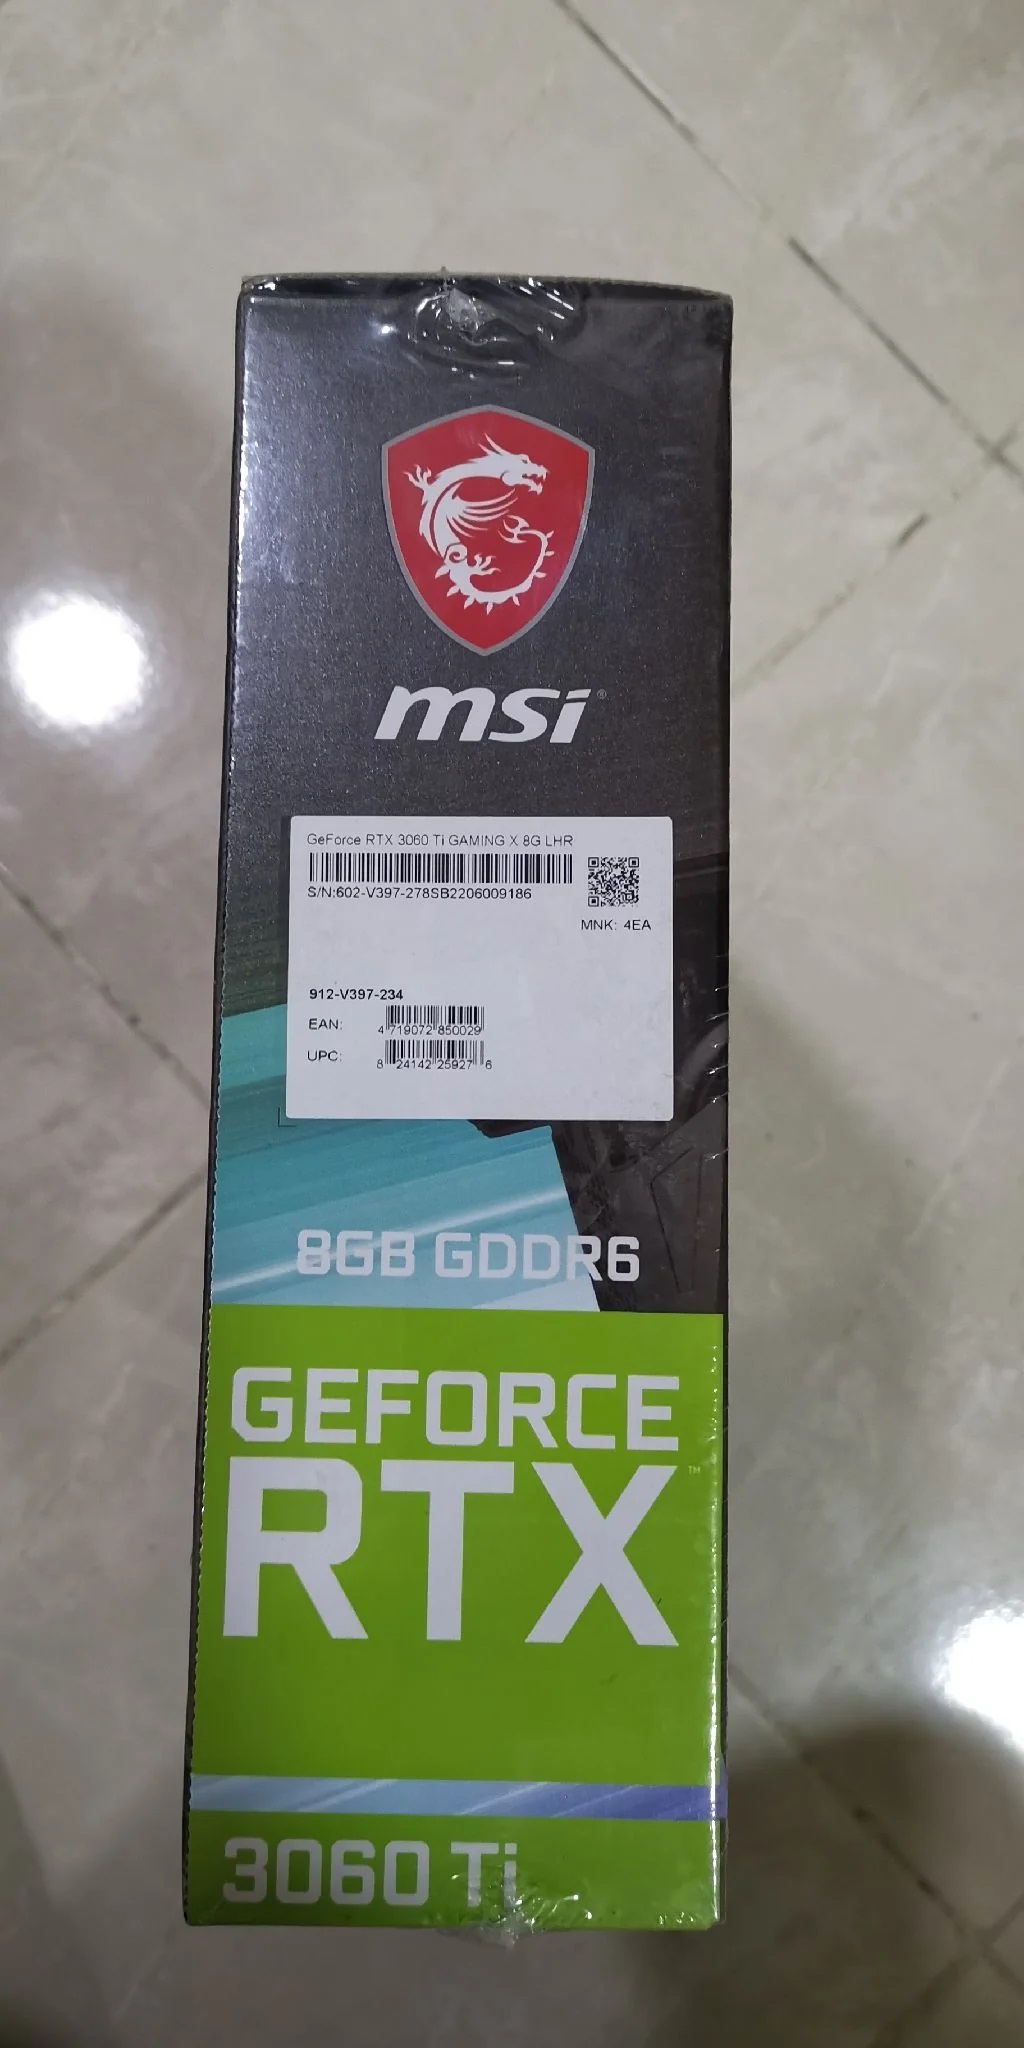 msi®
GeForce RTX 3060 Ti GAMING X 8G LHR
S/N:602-V397-278SB2206009186
MNK: 4EA
912-V397-234
EAN: 4 719072 850029
UPC: 8 24142 25927 6
8GB GDDR6
GEFORCE
RTX™
3060 Ti